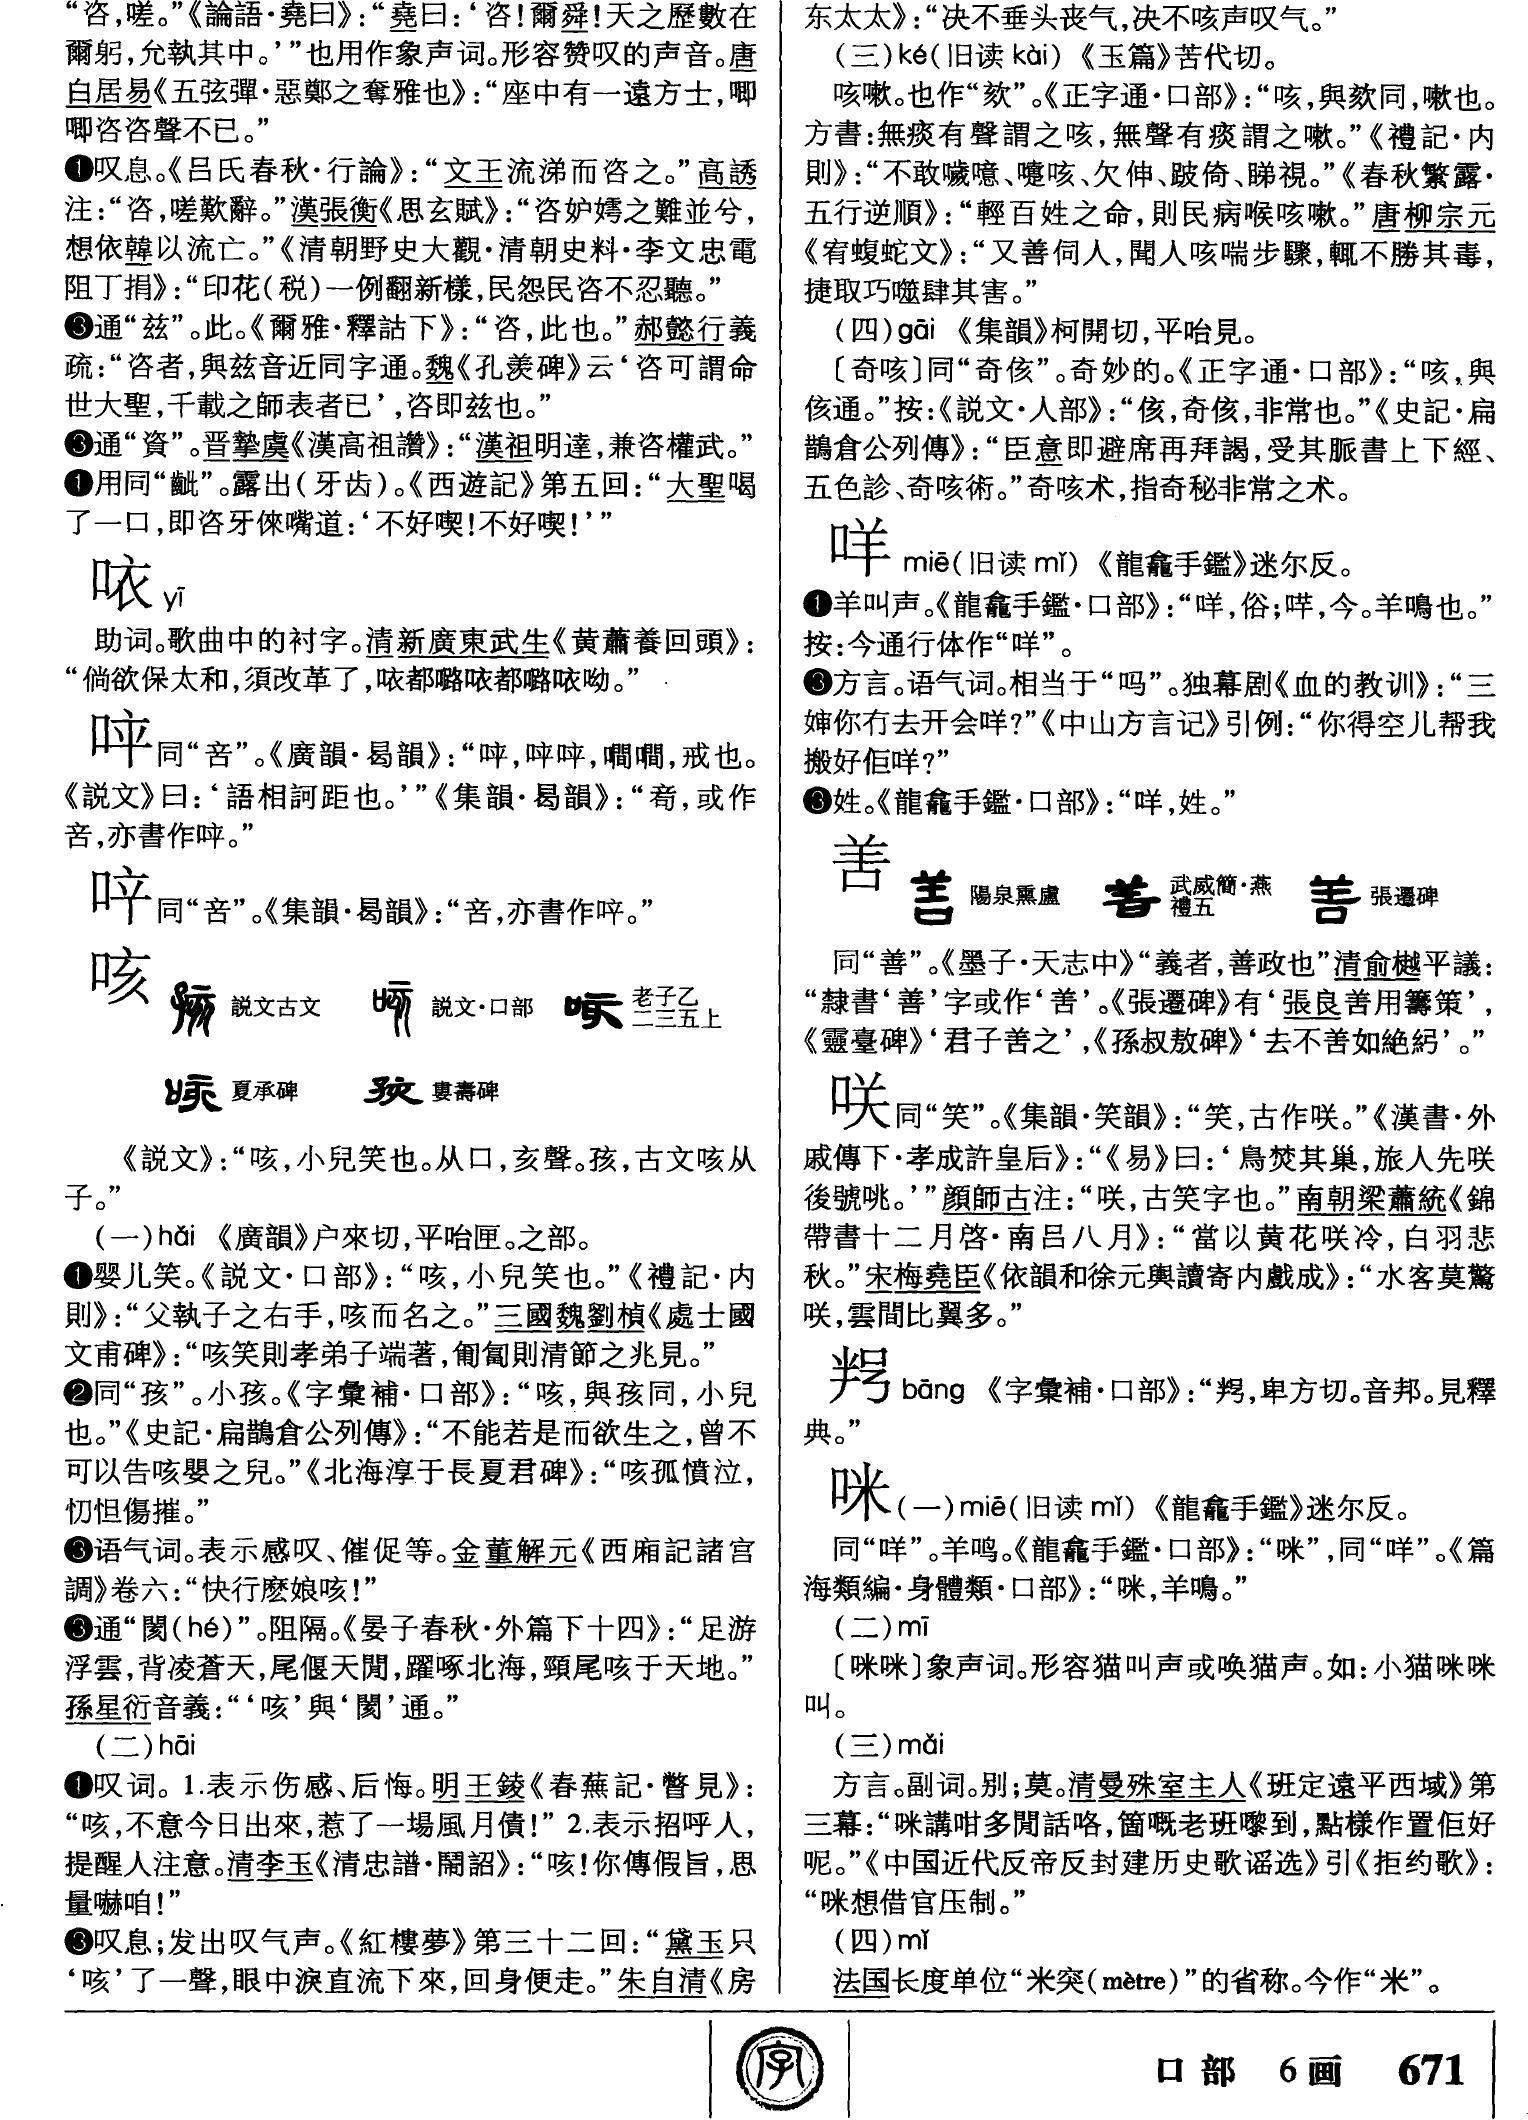 “咨,嗟。”《論語·堯曰》:“堯曰:‘咨!爾舜!天之歷數在
爾躬,允執其中。’”也用作象声词。形容赞叹的声音。唐
白居易《五弦彈·惡鄭之奪雅也》:“座中有一遠方士,唧
唧咨咨聲不已。”
❶叹息。《吕氏春秋·行論》:“文王流涕而咨之。”高誘
注:“咨,嗟歎辭。”漢張衡《思玄賦》:“咨妒嫮之難並兮,
想依韓以流亡。”《清朝野史大觀·清朝史料·李文忠電
阻丁捐》:“印花(税)一例翻新樣,民怨民咨不忍聽。”
❸通“兹”。此。《爾雅·釋詁下》:“咨,此也。”郝懿行義
疏:“咨者,與兹音近同字通。魏《孔羡碑》云‘咨可謂命
世大聖,千載之師表者已’,咨即兹也。”
❸通“資”。晋摯虞《漢高祖讚》:“漢祖明達,兼咨權武。”
❶用同“齜”。露出(牙齿)。《西遊記》第五回:“大聖喝
了一口,即咨牙倈嘴道:‘不好喫!不好喫!’”
咴 yī
助词。歌曲中的衬字。清新廣東武生《黄蕭養回頭》:
“倘欲保太和,須改革了,𠲖都嚕𠲖都嚕𠲖呦。”
同“咅”。《廣韻·曷韻》:
《説文》曰:‘語相訶距也。’”《集韻·曷韻》:
亦書作
《集韻·曷韻》:
咳 説文古文 説文·口部 老子乙二三五上
夏承碑 婁壽碑
《説文》:“咳,小兒笑也。从口,亥聲。孩,古文咳从
子。”
(一)hái 《廣韻》户來切,平咍匣。之部。
❶婴儿笑。《説文·口部》:“咳,小兒笑也。”《禮記·内
則》:“父執子之右手,咳而名之。”三國魏劉楨《處士國
文甫碑》:“咳笑則孝弟子端著,匍匐則清節之兆見。”
❷同“孩”。小孩。《字彙補·口部》:“咳,與孩同,小兒
也。”《史記·扁鵲倉公列傳》:“不能若是而欲生之,曾不
可以告咳嬰之兒。”《北海淳于長夏君碑》:“咳孤憤泣,
忉怛傷摧。”
❸语气词。表示感叹、催促等。金董解元《西廂記諸宫
調》卷六:“快行麽娘咳!”
❸通“閡(hé)”。阻隔。《晏子春秋·外篇下十四》:“足游
浮雲,背凌蒼天,尾偃天閒,躍啄北海,頸尾咳于天地。”
孫星衍音義:“‘咳’與‘閡’通。”
(二)hāi
❶叹词。1.表示伤感、后悔。明王錂《春蕪記·瞥見》:
“咳,不意今日出來,惹了一場風月債!”2.表示招呼人,
提醒人注意。清李玉《清忠譜·鬧詔》:“咳!你傳假旨,思
量嚇咱!”
❸叹息;发出叹气声。《紅樓夢》第三十二回:“黛玉只
‘咳’了一聲,眼中淚直流下來,回身便走。”朱自清《房
东太太》:“决不垂头丧气,决不咳声叹气。”
(三)ké(旧读kài) 《玉篇》苦代切。
咳嗽。也作“欬”。《正字通·口部》:“咳,與欬同,嗽也。
方書:無痰有聲謂之咳,無聲有痰謂之嗽。”《禮記·内
則》:“不敢噦噫、嚏咳、欠伸、跛倚、睇視。”《春秋繁露·
五行逆順》:“輕百姓之命,則民病喉咳嗽。”唐柳宗元
《宥蝮蛇文》:“又善伺人,聞人咳喘步驟,輒不勝其毒,
捷取巧噬肆其害。”
(四)gāi 《集韻》柯開切,平咍見。
〔奇咳〕同“奇侅”。奇妙的。《正字通·口部》:“咳,與
侅通。”按:《説文·人部》:“侅,奇侅,非常也。”《史記·扁
鵲倉公列傳》:“臣意即避席再拜謁,受其脈書上下經、
五色診、奇咳術。”奇咳术,指奇秘非常之术。
咩 miē(旧读mǐ) 《龍龕手鑑》迷尔反。
❶羊叫声。《龍龕手鑑·口部》:“咩,俗;哶,今。羊鳴也。”
按:今通行体作“咩”。
❸方言。语气词。相当于“吗”。独幕剧《血的教训》:“三
婶你冇去开会咩?”《中山方言记》引例:“你得空儿帮我
搬好佢咩?”
❸姓。《龍龕手鑑·口部》:“咩,姓。”
陽泉熏盧 武威簡·燕禮五 張遷碑
同“善”。《墨子·天志中》“義者,善政也”清俞樾平議:
“隸書‘善’字或作‘善’。《張遷碑》有‘張良善用籌策’,
《靈臺碑》‘君子善之’,《孫叔敖碑》‘去不善如絶䋫’。”
咲同“笑”。《集韻·笑韻》:“笑,古作咲。”《漢書·外
戚傳下·孝成許皇后》:“《易》曰:‘鳥焚其巢,旅人先咲
後號咷。’”顔師古注:“咲,古笑字也。”南朝梁蕭統《錦
帶書十二月啓·南吕八月》:“當以黄花咲冷,白羽悲
秋。”宋梅堯臣《依韻和徐元輿讀寄内戲成》:“水客莫驚
咲,雲間比翼多。”
bāng 《字彙補·口部》:卑方切。音邦。見釋
典。”
咪(一)miē(旧读mǐ) 《龍龕手鑑》迷尔反。
同“咩”。羊鸣。《龍龕手鑑·口部》:“咪”,同“咩”。《篇
海類編·身體類·口部》:“咪,羊鳴。”
(二)mī
〔咪咪〕象声词。形容猫叫声或唤猫声。如:小猫咪咪
叫。
(三)mǎi
方言。副词。别;莫。清曼殊室主人《班定遠平西域》第
三幕:“咪講咁多閒話咯,箇嘅老班嚟到,點樣作置佢好
呢。”《中国近代反帝反封建历史歌谣选》引《拒约歌》:
“咪想借官压制。”
(四)mǐ
法国长度单位“米突(mètre)”的省称。今作“米”。
字
口部 6画 671